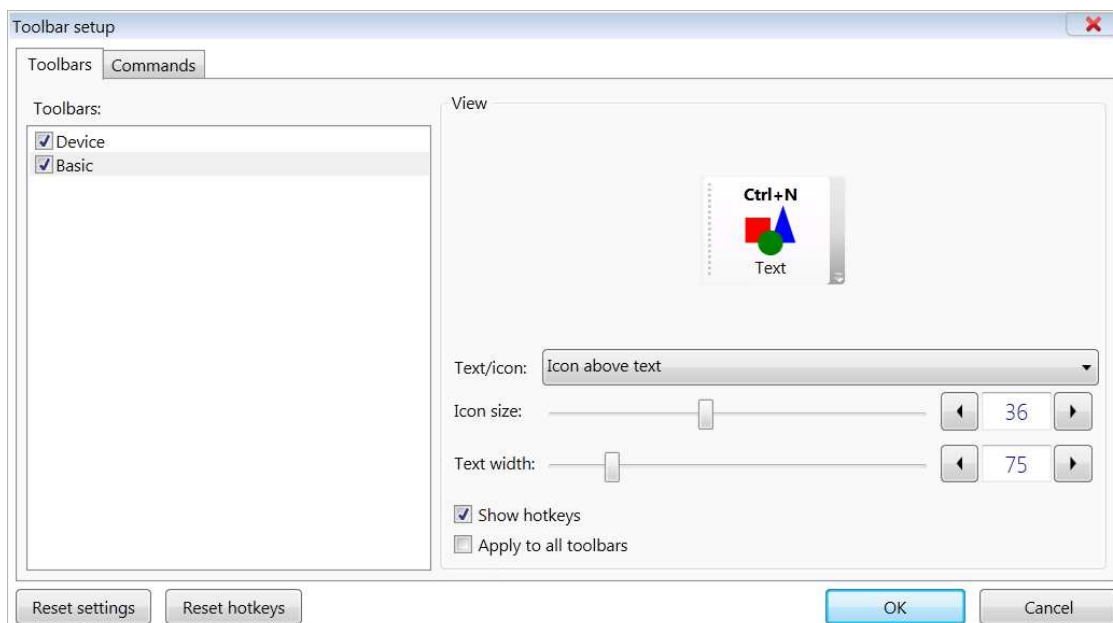 Toolbar setup
Toolbars Commands
Toolbars:
Device
Basic
View
Ctrl+N
Text
Text/icon: Icon above text
Icon size: 36
Text width: 75
Show hotkeys
Apply to all toolbars
Reset settings Reset hotkeys OK Cancel